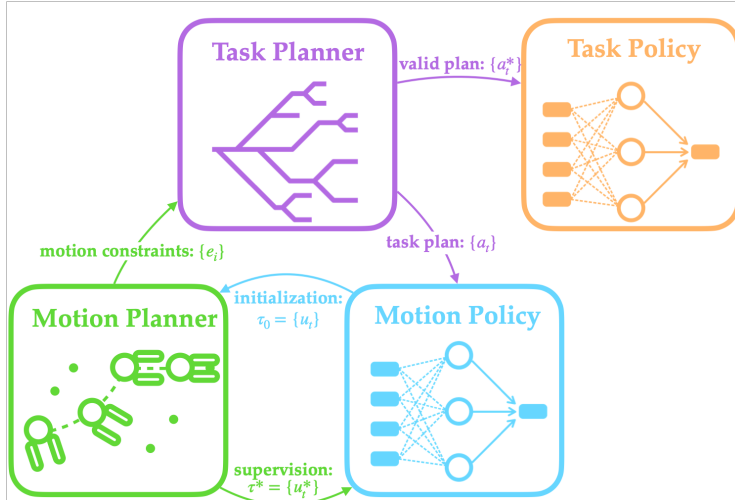 Task Planner
Task Policy
valid plan: {a_t^*}
motion constraints: {e_i}
task plan: {a_t}
initialization:
τ_0 = {u_t}
Motion Planner
Motion Policy
supervision:
τ* = {u_t^*}